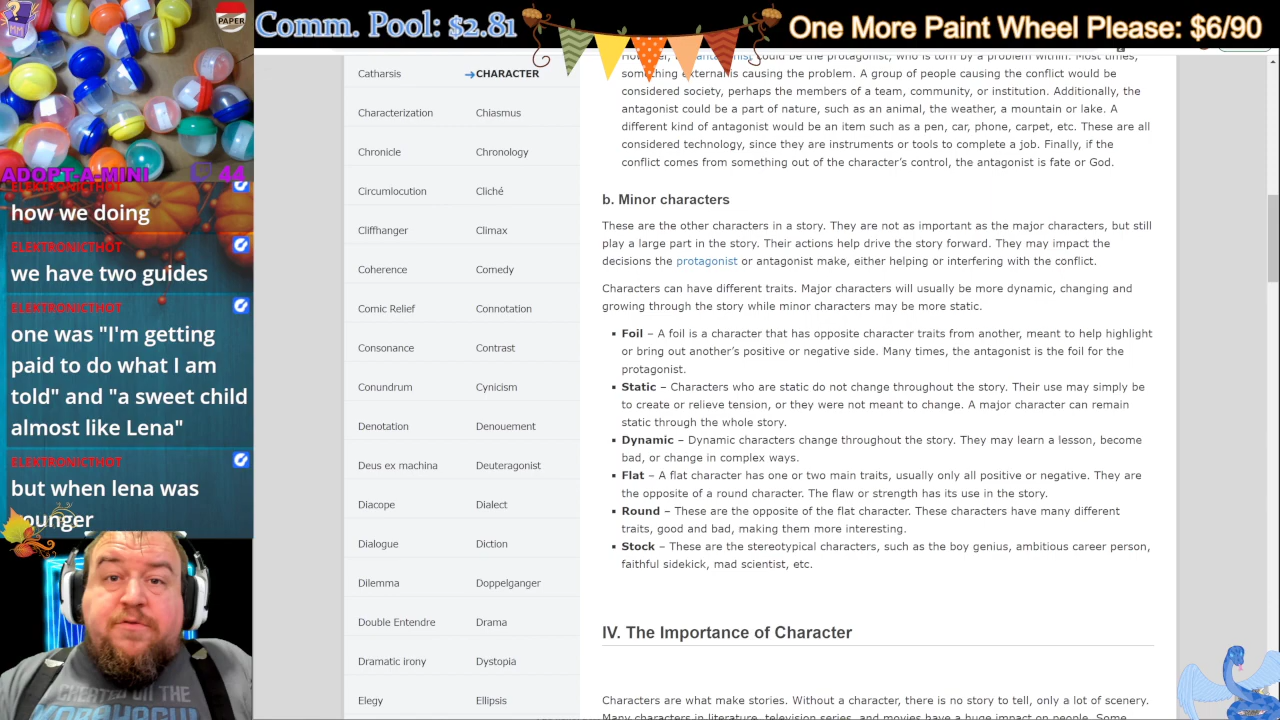 PAPER
Comm. Pool: $2.81
One More Paint Wheel Please: $6/90
ADOPT-A-MINI 44
ELEKTRONICTHOT
how we doing
ELEKTRONICTHOT
we have two guides
ELEKTRONICTHOT
one was "I'm getting
paid to do what I am
told" and "a sweet child
almost like Lena"
ELEKTRONICTHOT
but when lena was
younger
Catharsis
CHARACTER
Characterization
Chiasmus
Chronicle
Chronology
Circumlocution
Cliché
Cliffhanger
Climax
Coherence
Comedy
Comic Relief
Connotation
Consonance
Contrast
Conundrum
Cynicism
Denotation
Denouement
Deus ex machina
Deuteragonist
Diacope
Dialect
Dialogue
Diction
Dilemma
Doppelganger
Double Entendre
Drama
Dramatic irony
Dystopia
Elegy
Ellipsis
could be the protagonist, who is torn by a problem within. Most times,
something external is causing the problem. A group of people causing the conflict would be
considered society, perhaps the members of a team, community, or institution. Additionally, the
antagonist could be a part of nature, such as an animal, the weather, a mountain or lake. A
different kind of antagonist would be an item such as a pen, car, phone, carpet, etc. These are all
considered technology, since they are instruments or tools to complete a job. Finally, if the
conflict comes from something out of the character's control, the antagonist is fate or God.
b. Minor characters
These are the other characters in a story. They are not as important as the major characters, but still
play a large part in the story. Their actions help drive the story forward. They may impact the
decisions the protagonist or antagonist make, either helping or interfering with the conflict.
Characters can have different traits. Major characters will usually be more dynamic, changing and
growing through the story while minor characters may be more static.
Foil – A foil is a character that has opposite character traits from another, meant to help highlight
or bring out another's positive or negative side. Many times, the antagonist is the foil for the
protagonist.
Static – Characters who are static do not change throughout the story. Their use may simply be
to create or relieve tension, or they were not meant to change. A major character can remain
static through the whole story.
Dynamic – Dynamic characters change throughout the story. They may learn a lesson, become
bad, or change in complex ways.
Flat – A flat character has one or two main traits, usually only all positive or negative. They are
the opposite of a round character. The flaw or strength has its use in the story.
Round – These are the opposite of the flat character. These characters have many different
traits, good and bad, making them more interesting.
Stock – These are the stereotypical characters, such as the boy genius, ambitious career person,
faithful sidekick, mad scientist, etc.
IV. The Importance of Character
Characters are what make stories. Without a character, there is no story to tell, only a lot of scenery.
Many characters in literature, television series, and movies have a huge impact on people. Some